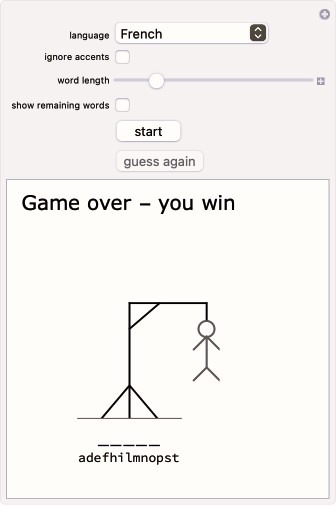 language French
ignore accents
word length
show remaining words
start
guess again
Game over – you win
_ _ _ _ _
adefhilmnopst